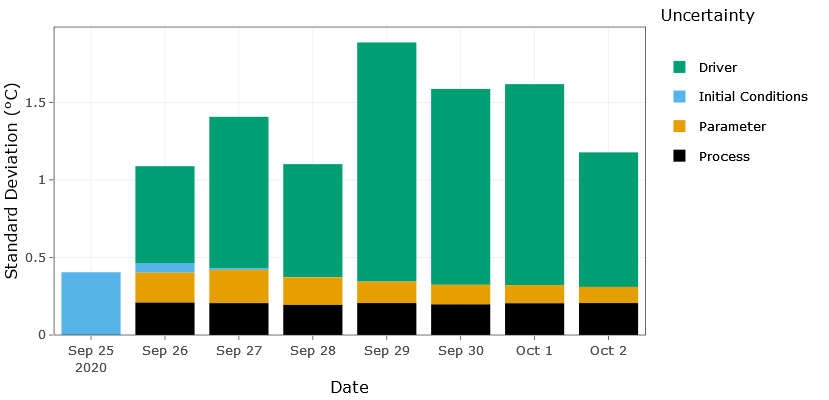 Uncertainty
Driver
Initial Conditions
Parameter
Process
Standard Deviation (°C)
1.5
1
0.5
0
Sep 25
2020
Sep 26
Sep 27
Sep 28
Sep 29
Sep 30
Oct 1
Oct 2
Date